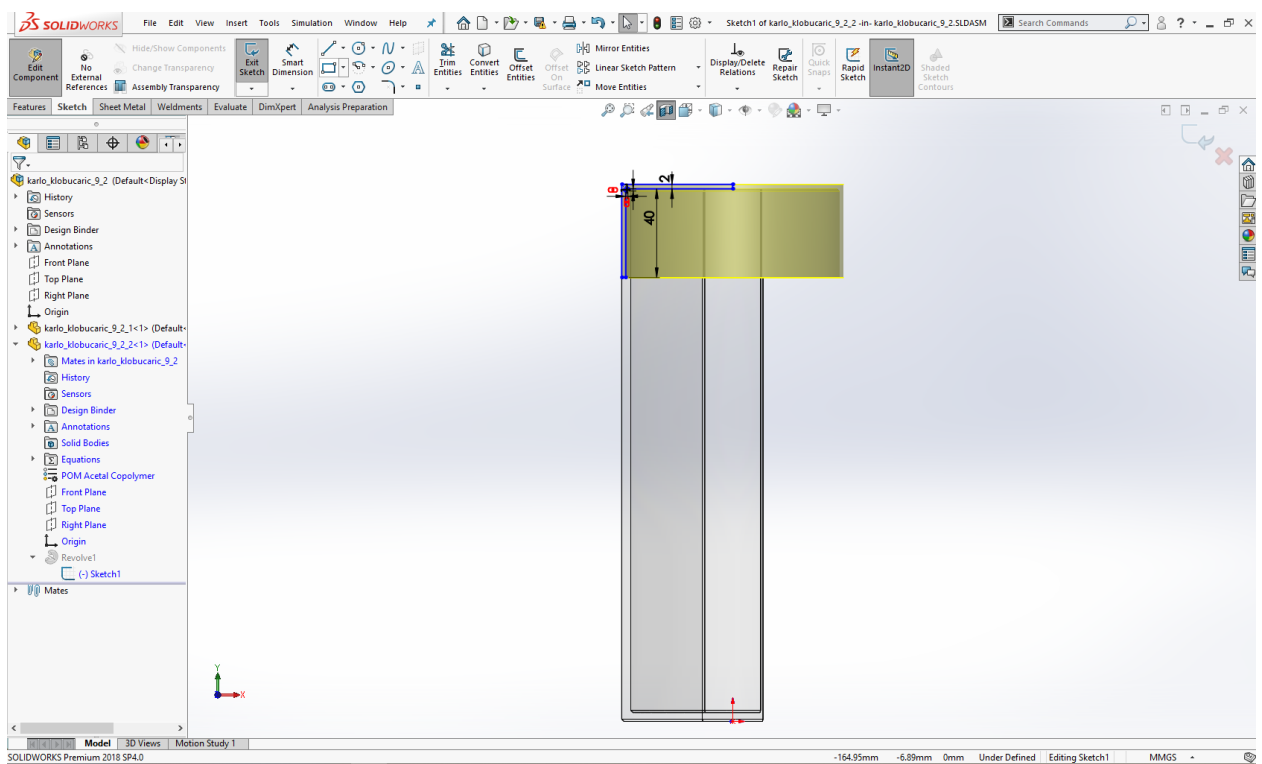 SOLIDWORKS File Edit View Insert Tools Simulation Window Help Sketch1 of karlo_klobucaric_9_2_2 -in- karlo_klobucaric_9_2.SLDASM Search Commands ?
Edit Component
No External References
Hide/Show Components
Change Transparency
Assembly Transparency
Exit Sketch
Smart Dimension
Trim Entities
Convert Entities
Offset Entities
Offset On Surface
Mirror Entities
Linear Sketch Pattern
Move Entities
Display/Delete Relations
Repair Sketch
Quick Snaps
Rapid Sketch
Instant2D
Shaded Sketch Contours
Features Sketch Sheet Metal Weldments Evaluate DimXpert Analysis Preparation
karlo_klobucaric_9_2 (Default<Display St
History
Sensors
Design Binder
Annotations
Front Plane
Top Plane
Right Plane
Origin
karlo_klobucaric_9_2_1<1> (Default<
karlo_klobucaric_9_2_2<1> (Default<
Mates in karlo_klobucaric_9_2
History
Sensors
Design Binder
Annotations
Solid Bodies
Equations
POM Acetal Copolymer
Front Plane
Top Plane
Right Plane
Origin
Revolve1
(-) Sketch1
Mates
2
40
Y
X
Model 3D Views Motion Study 1
SOLIDWORKS Premium 2018 SP4.0 -164.95mm -6.89mm 0mm Under Defined Editing Sketch1 MMGS